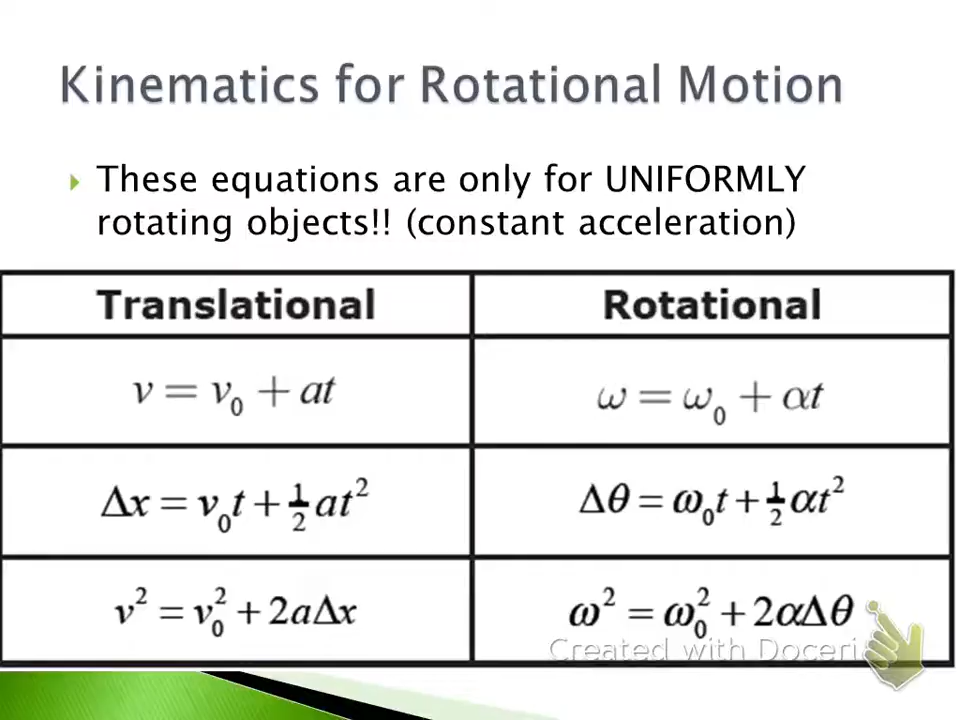 Kinematics for Rotational Motion
These equations are only for UNIFORMLY
rotating objects!! (constant acceleration)
Translational Rotational
v = v₀ + at ω = ω₀ + αt
Δx = v₀t + ½at² Δθ = ω₀t + ½αt²
v² = v₀² + 2aΔx ω² = ω₀² + 2αΔθ
Created with Doceri